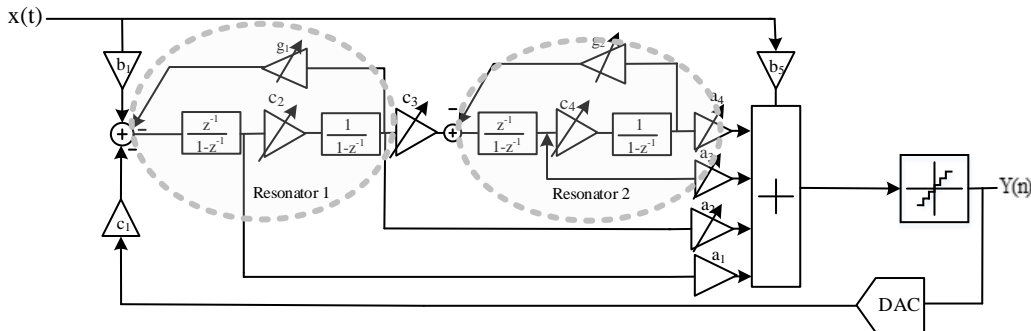 x(t)
b₁
g₁
g₂
b₅
c₂
c₃
c₄
a₄
z⁻¹
1-z⁻¹
1
1-z⁻¹
z⁻¹
1-z⁻¹
1
1-z⁻¹
Resonator 1
Resonator 2
a₃
a₂
a₁
c₁
Y(n)
DAC